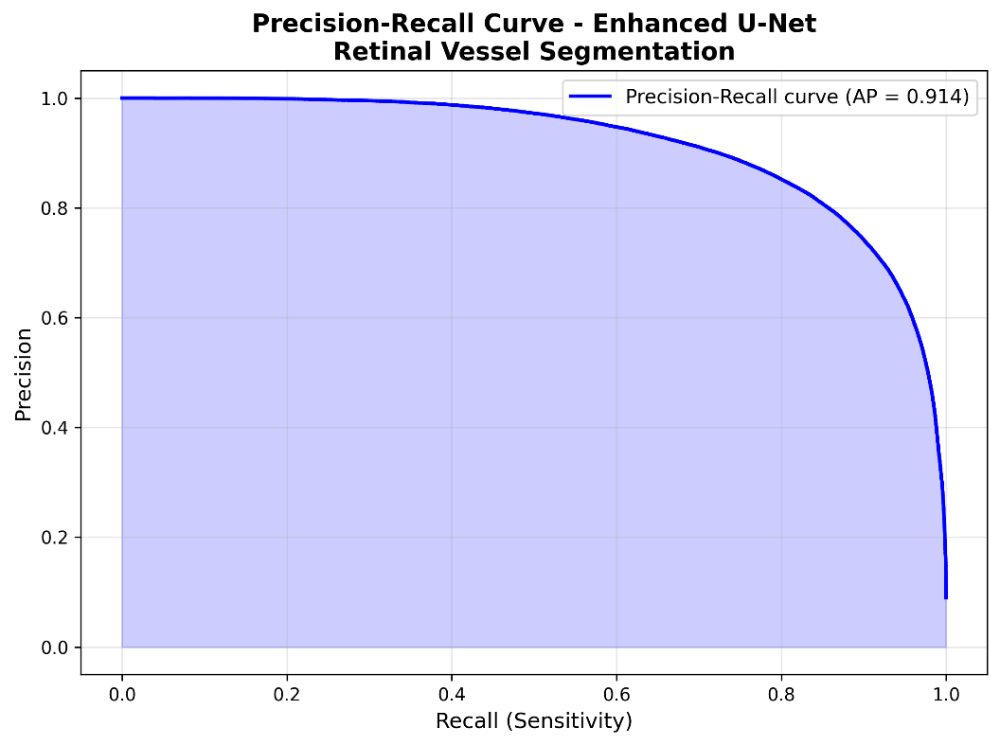 Precision-Recall Curve - Enhanced U-Net
Retinal Vessel Segmentation
Precision-Recall curve (AP = 0.914)
1.0
0.8
0.6
0.4
0.2
0.0
Precision
0.0 0.2 0.4 0.6 0.8 1.0
Recall (Sensitivity)